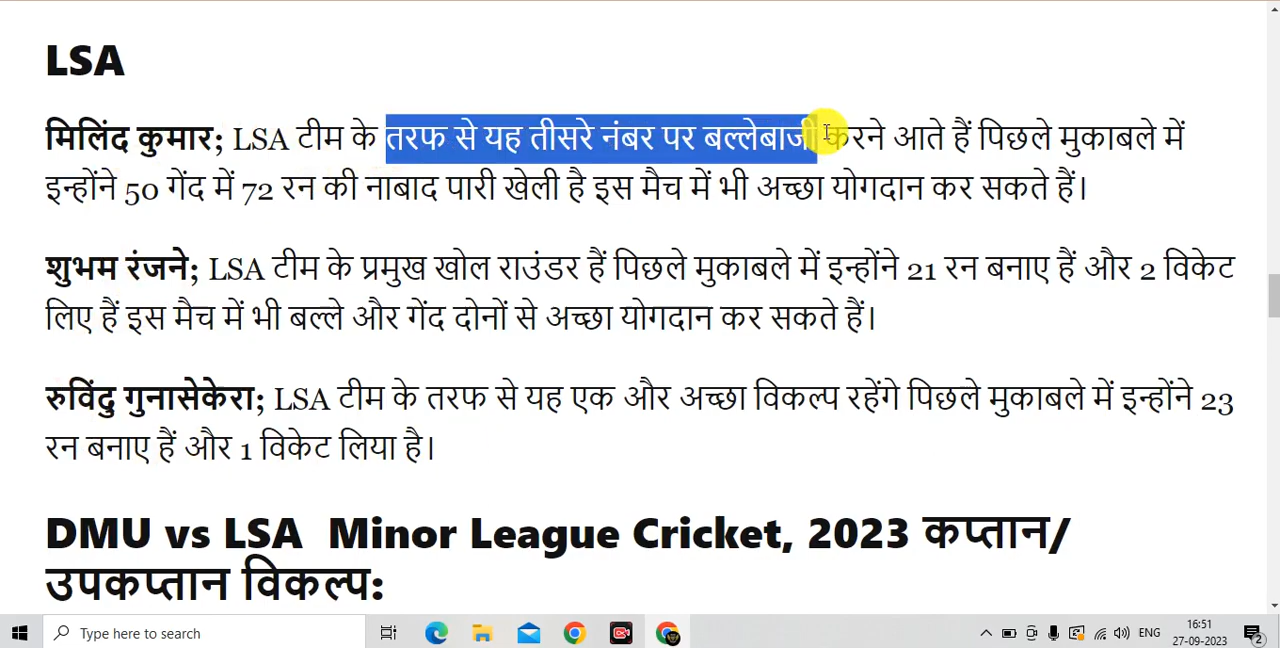 LSA
मिलिंद कुमार; LSA टीम के तरफ से यह तीसरे नंबर पर बल्लेबाजी करने आते हैं पिछले मुकाबले में
इन्होंने 50 गेंद में 72 रन की नाबाद पारी खेली है इस मैच में भी अच्छा योगदान कर सकते हैं।
शुभम रंजने; LSA टीम के प्रमुख खोल राउंडर हैं पिछले मुकाबले में इन्होंने 21 रन बनाए हैं और 2 विकेट
लिए हैं इस मैच में भी बल्ले और गेंद दोनों से अच्छा योगदान कर सकते हैं।
रुविंदु गुनासेकेरा; LSA टीम के तरफ से यह एक और अच्छा विकल्प रहेंगे पिछले मुकाबले में इन्होंने 23
रन बनाए हैं और 1 विकेट लिया है।
DMU vs LSA Minor League Cricket, 2023 कप्तान/
उपकप्तान विकल्प:
Type here to search
ENG
16:51
27-09-2023
2